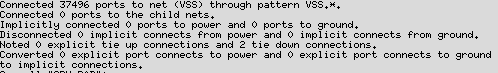 Connected 37496 ports to net (VSS) through pattern VSS.*.
Connected 0 ports to the child nets.
Implicitly connected 0 ports to power and 0 ports to ground.
Disconnected 0 implicit connects from power and 0 implicit connects from ground.
Noted 0 explicit tie up connections and 2 tie down connections.
Converted 0 explicit port connects to power and 0 explicit port connects to ground
to implicit connections.